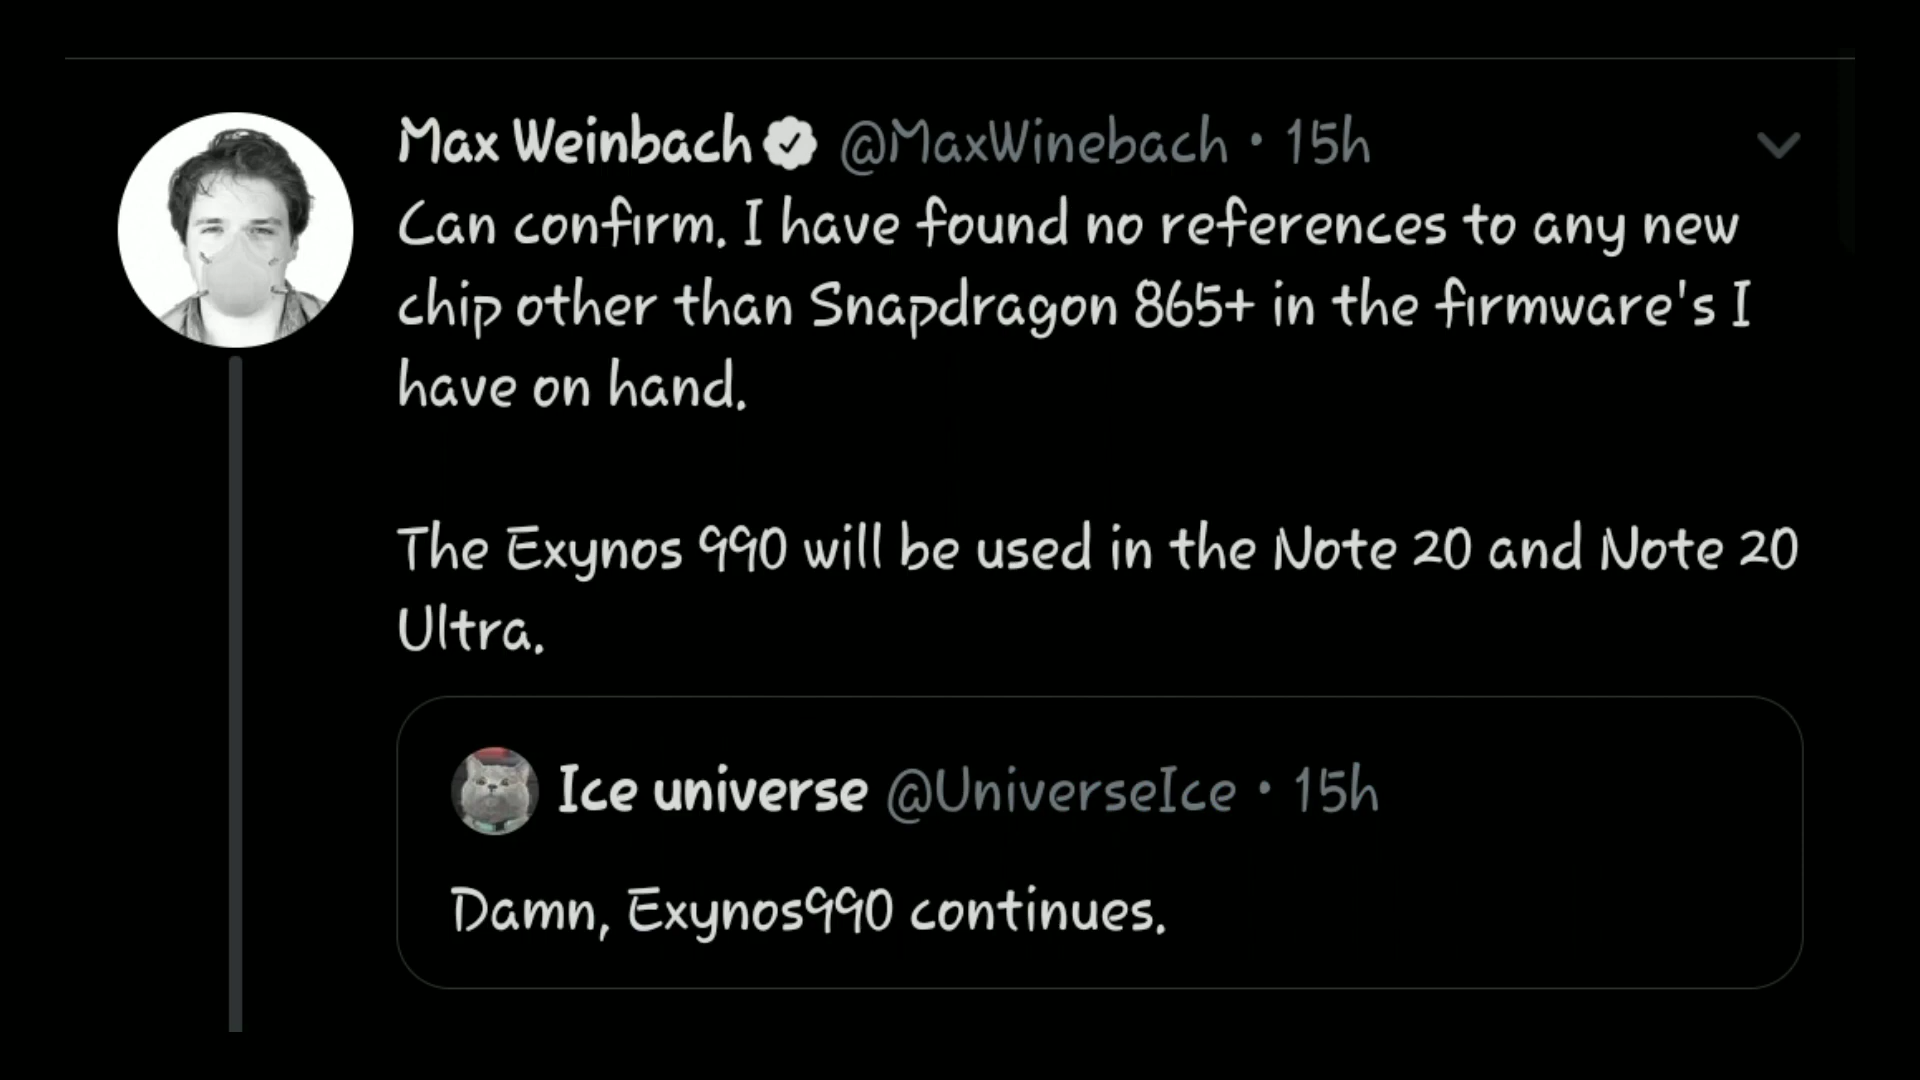 Max Weinbach @MaxWinebach • 15h
Can confirm. I have found no references to any new
chip other than Snapdragon 865+ in the firmware's I
have on hand.
The Exynos 990 will be used in the Note 20 and Note 20
Ultra.
Ice universe @UniverseIce • 15h
Damn, Exynos990 continues.